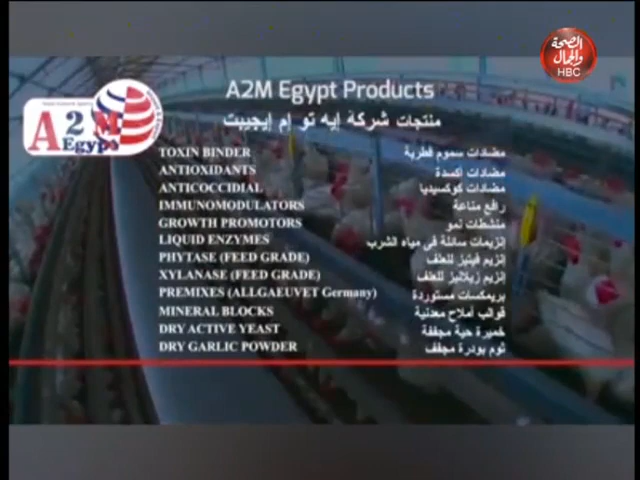 الصحة
والجمال
HBC
A2M Egypt Products
منتجات شركة إيه تو إم إيجيبت
A2M
Egypt
TOXIN BINDER مضادات سموم فطرية
ANTIOXIDANTS مضادات أكسدة
ANTICOCCIDIAL مضادات كوكسيديا
IMMUNOMODULATORS رافع مناعة
GROWTH PROMOTORS منشطات نمو
LIQUID ENZYMES إنزيمات سائلة فى مياه الشرب
PHYTASE (FEED GRADE) إنزيم فيتيز للعلف
XYLANASE (FEED GRADE) إنزيم زيلانيز للعلف
PREMIXES (ALLGAEUVET Germany) بريمكسات مستوردة
MINERAL BLOCKS قوالب أملاح معدنية
DRY ACTIVE YEAST خميرة حية مجففة
DRY GARLIC POWDER ثوم بودرة مجفف